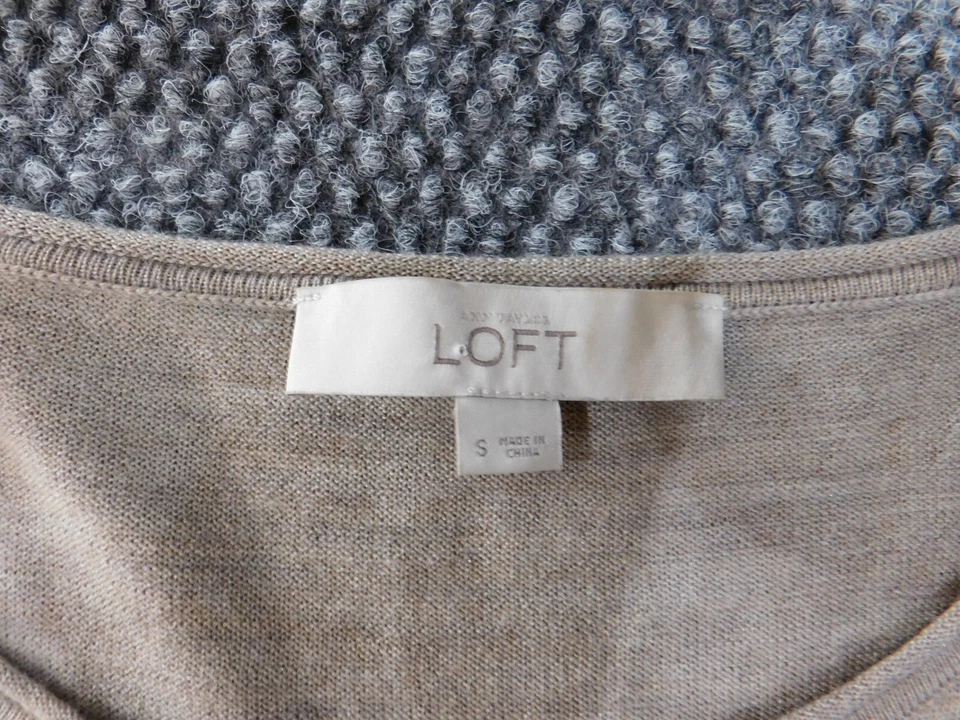 ANN TAYLOR
LOFT
S
MADE IN
CHINA